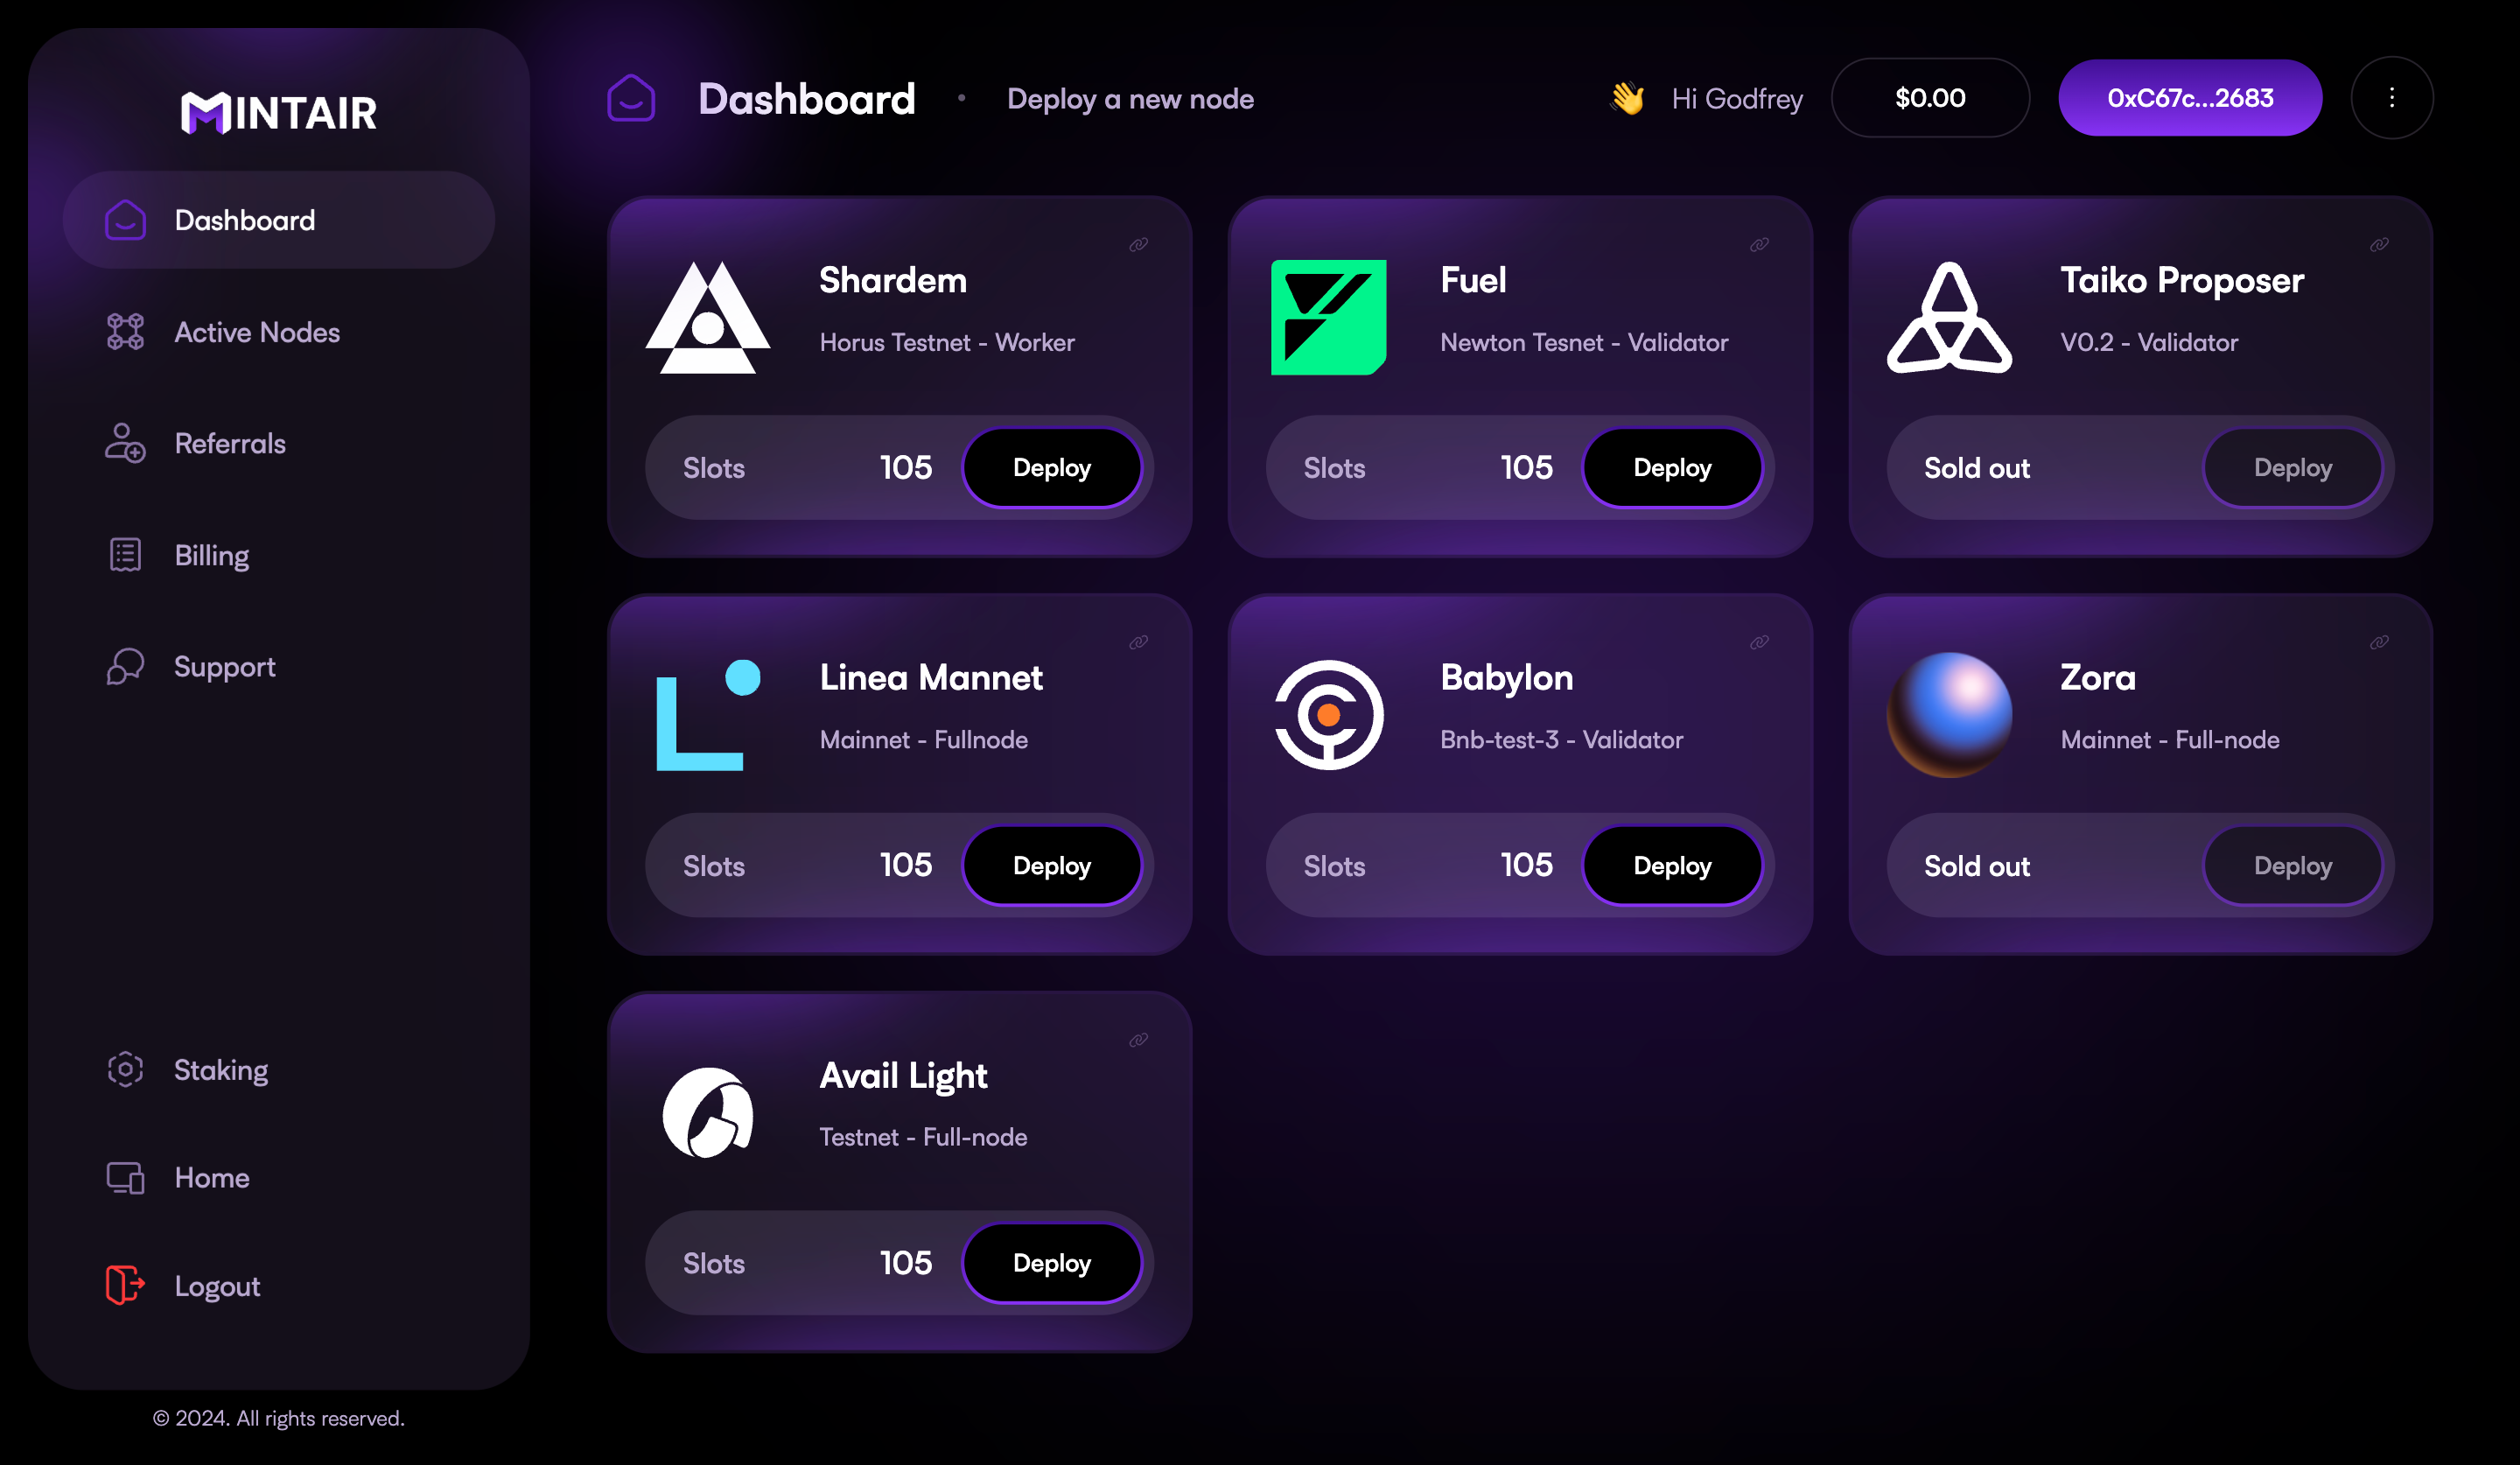 MINTAIR
Dashboard
Active Nodes
Referrals
Billing
Support
Staking
Home
Logout
© 2024. All rights reserved.
Dashboard • Deploy a new node
👋 Hi Godfrey
$0.00
0xC67c...2683
Shardem
Horus Testnet - Worker
Slots 105 Deploy
Fuel
Newton Tesnet - Validator
Slots 105 Deploy
Taiko Proposer
V0.2 - Validator
Sold out Deploy
Linea Mannet
Mainnet - Fullnode
Slots 105 Deploy
Babylon
Bnb-test-3 - Validator
Slots 105 Deploy
Zora
Mainnet - Full-node
Sold out Deploy
Avail Light
Testnet - Full-node
Slots 105 Deploy